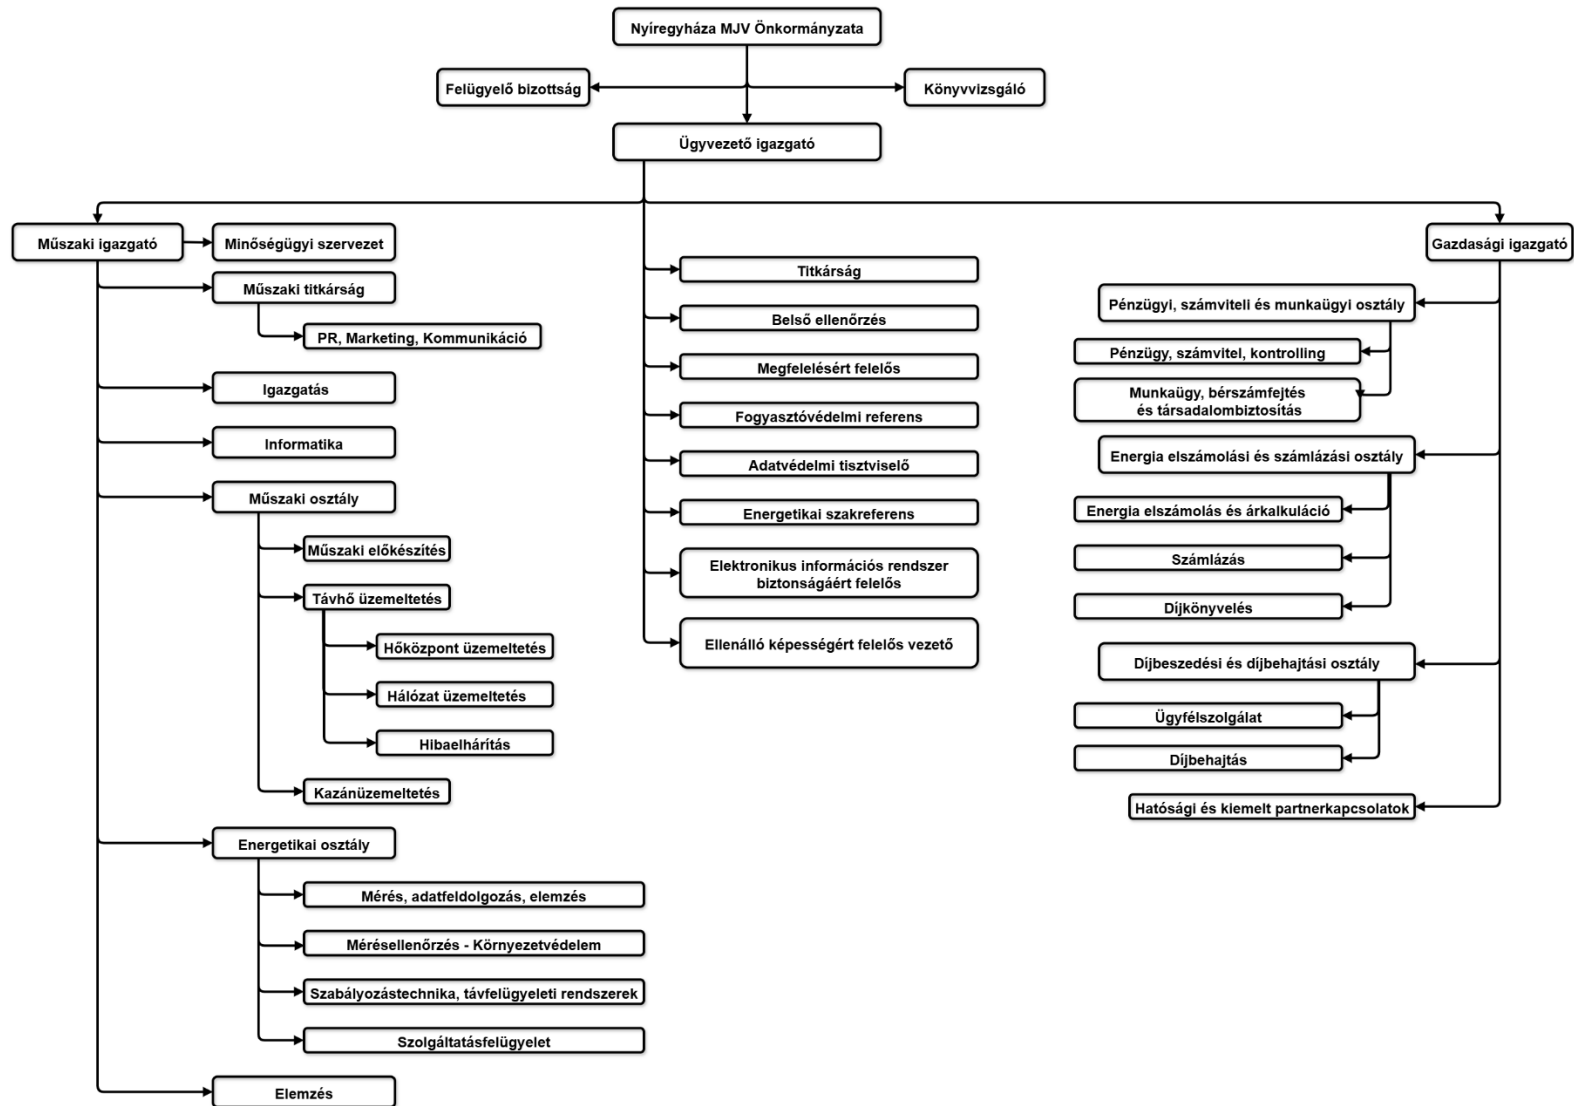 Nyíregyháza MJV Önkormányzata
Felügyelő bizottság
Könyvvizsgáló
Ügyvezető igazgató
Műszaki igazgató
Minőségügyi szervezet
Műszaki titkárság
PR, Marketing, Kommunikáció
Igazgatás
Informatika
Műszaki osztály
Műszaki előkészítés
Távhő üzemeltetés
Hőközpont üzemeltetés
Hálózat üzemeltetés
Hibaelhárítás
Kazánüzemeltetés
Energetikai osztály
Mérés, adatfeldolgozás, elemzés
Mérésellenőrzés - Környezetvédelem
Szabályozástechnika, távfelügyeleti rendszerek
Szolgáltatásfelügyelet
Elemzés
Titkárság
Belső ellenőrzés
Megfelelésért felelős
Fogyasztóvédelmi referens
Adatvédelmi tisztviselő
Energetikai szakreferens
Elektronikus információs rendszer
biztonságáért felelős
Ellenálló képességért felelős vezető
Gazdasági igazgató
Pénzügyi, számviteli és munkaügyi osztály
Pénzügy, számvitel, kontrolling
Munkaügy, bérszámfejtés
és társadalombiztosítás
Energia elszámolási és számlázási osztály
Energia elszámolás és árkalkuláció
Számlázás
Díjkönyvelés
Díjbeszedési és díjbehajtási osztály
Ügyfélszolgálat
Díjbehajtás
Hatósági és kiemelt partnerkapcsolatok